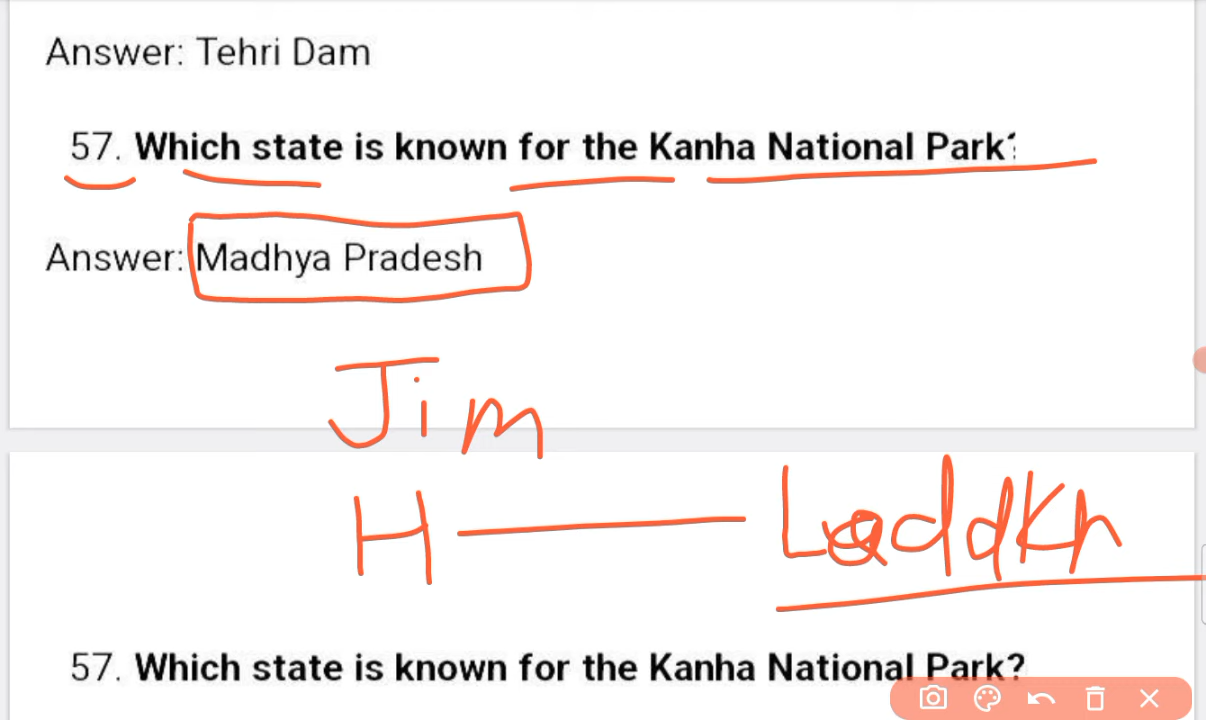 Answer: Tehri Dam
57. Which state is known for the Kanha National Park?
Answer: Madhya Pradesh
Jim
H — Laddkh
57. Which state is known for the Kanha National Park?